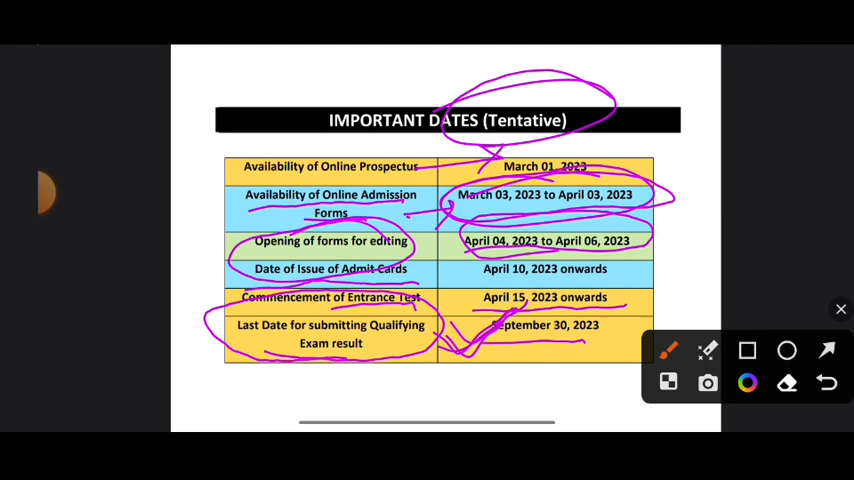 IMPORTANT DATES (Tentative)
Availability of Online Prospectus March 01, 2023
Availability of Online Admission March 03, 2023 to April 03, 2023
Forms
Opening of forms for editing April 04, 2023 to April 06, 2023
Date of Issue of Admit Cards April 10, 2023 onwards
Commencement of Entrance Test April 15, 2023 onwards
Last Date for submitting Qualifying September 30, 2023
Exam result